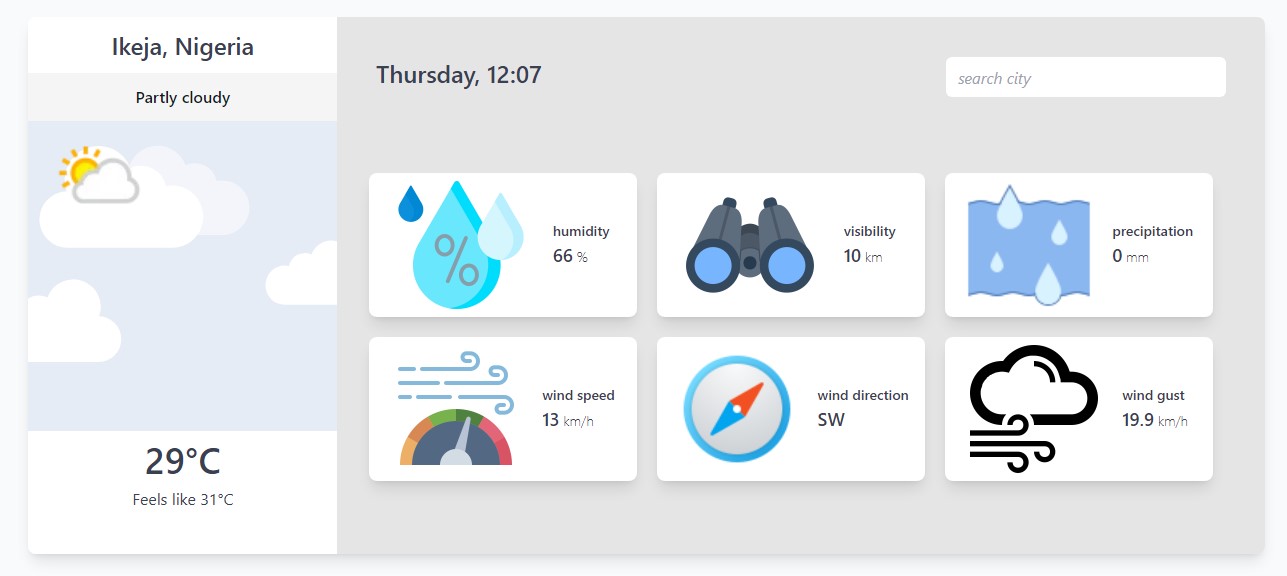 Ikeja, Nigeria
Partly cloudy
29°C
Feels like 31°C
Thursday, 12:07
search city
%
humidity
66 %
visibility
10 km
precipitation
0 mm
wind speed
13 km/h
wind direction
SW
wind gust
19.9 km/h